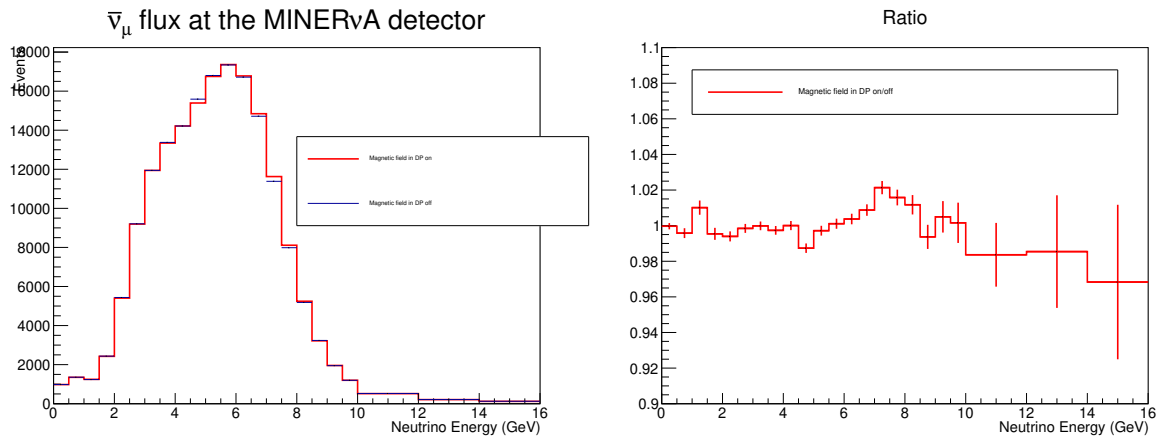 ν̅μ flux at the MINERνA detector
Events
18000
16000
14000
12000
10000
8000
6000
4000
2000
0
Magnetic field in DP on
Magnetic field in DP off
0 2 4 6 8 10 12 14 16
Neutrino Energy (GeV)
Ratio
1.1
1.08
1.06
1.04
1.02
1
0.98
0.96
0.94
0.92
0.9
Magnetic field in DP on/off
0 2 4 6 8 10 12 14 16
Neutrino Energy (GeV)